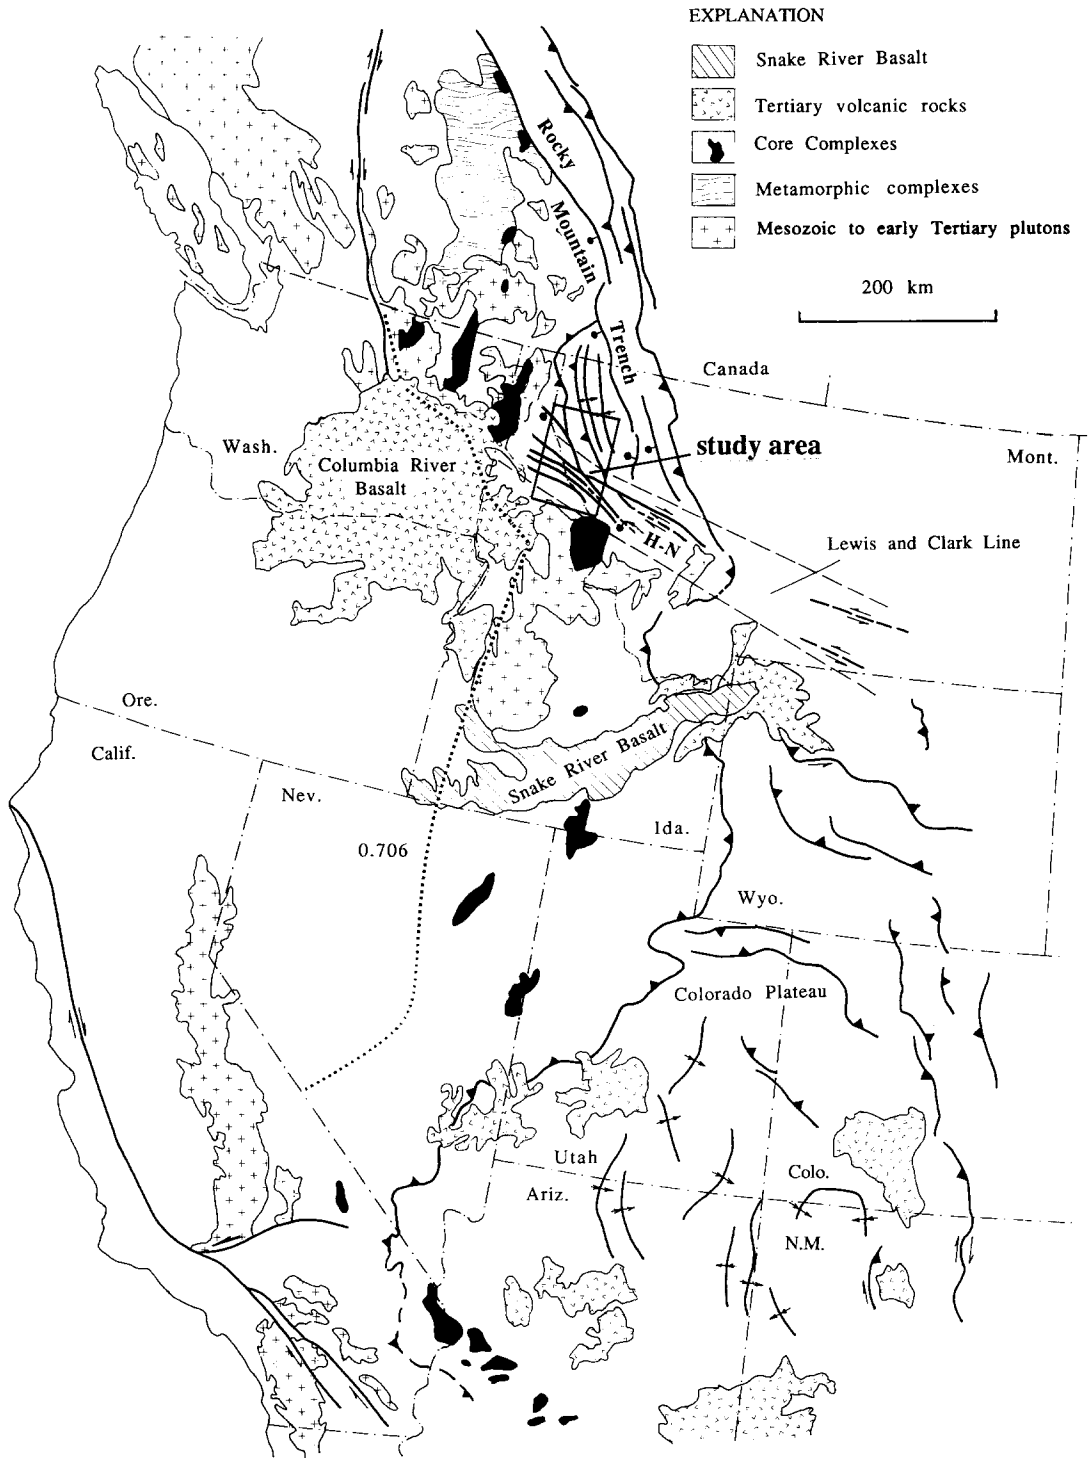 EXPLANATION
Snake River Basalt
Tertiary volcanic rocks
Core Complexes
Metamorphic complexes
Mesozoic to early Tertiary plutons
200 km
Rocky
Mountain
Trench
Canada
Wash.
Mont.
study area
Columbia River
Basalt
H-N
Lewis and Clark Line
Ore.
Calif.
Snake River Basalt
Nev.
Ida.
0.706
Wyo.
Colorado Plateau
Utah
Colo.
Ariz.
N.M.